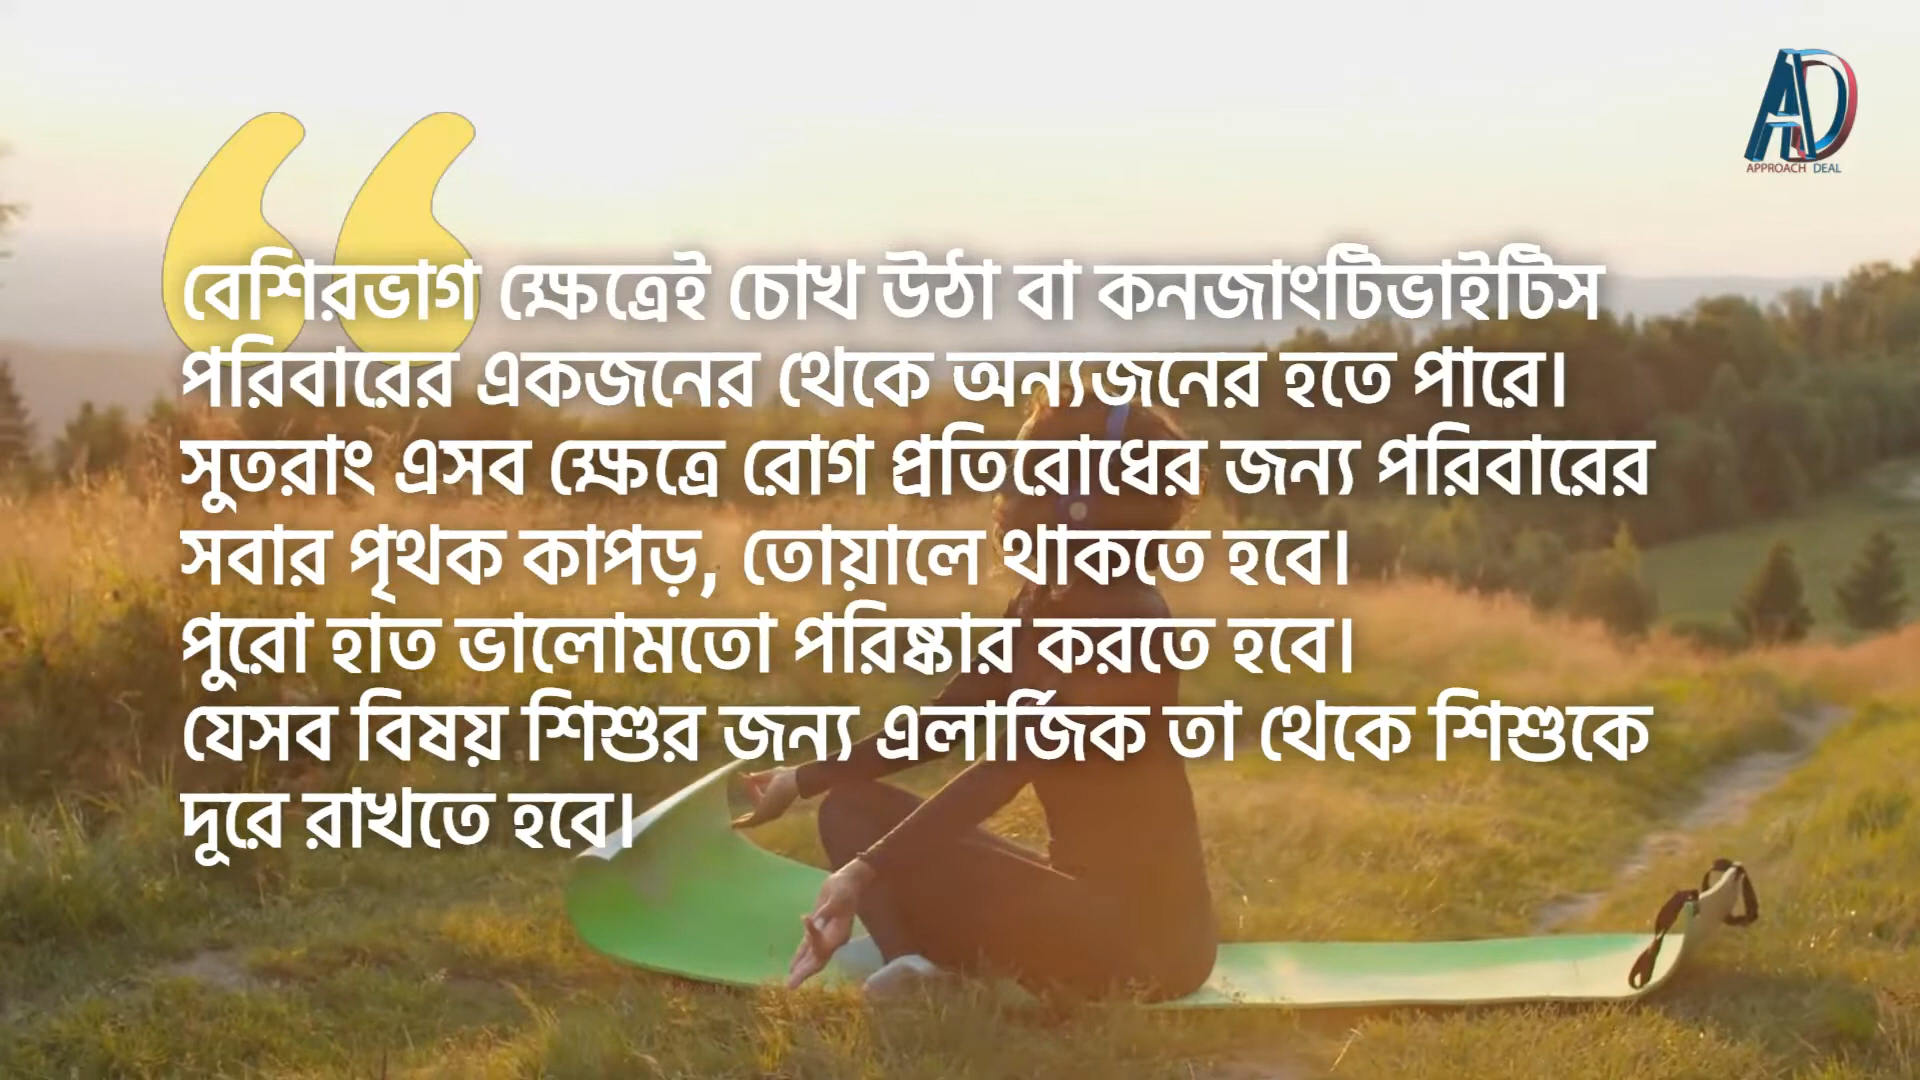 AD
APPROACH DEAL
বেশিরভাগ ক্ষেত্রেই চোখ উঠা বা কনজাংটিভাইটিস
পরিবারের একজনের থেকে অন্যজনের হতে পারে।
সুতরাং এসব ক্ষেত্রে রোগ প্রতিরোধের জন্য পরিবারের
সবার পৃথক কাপড়, তোয়ালে থাকতে হবে।
পুরো হাত ভালোমতো পরিষ্কার করতে হবে।
যেসব বিষয় শিশুর জন্য এলার্জিক তা থেকে শিশুকে
দূরে রাখতে হবে।